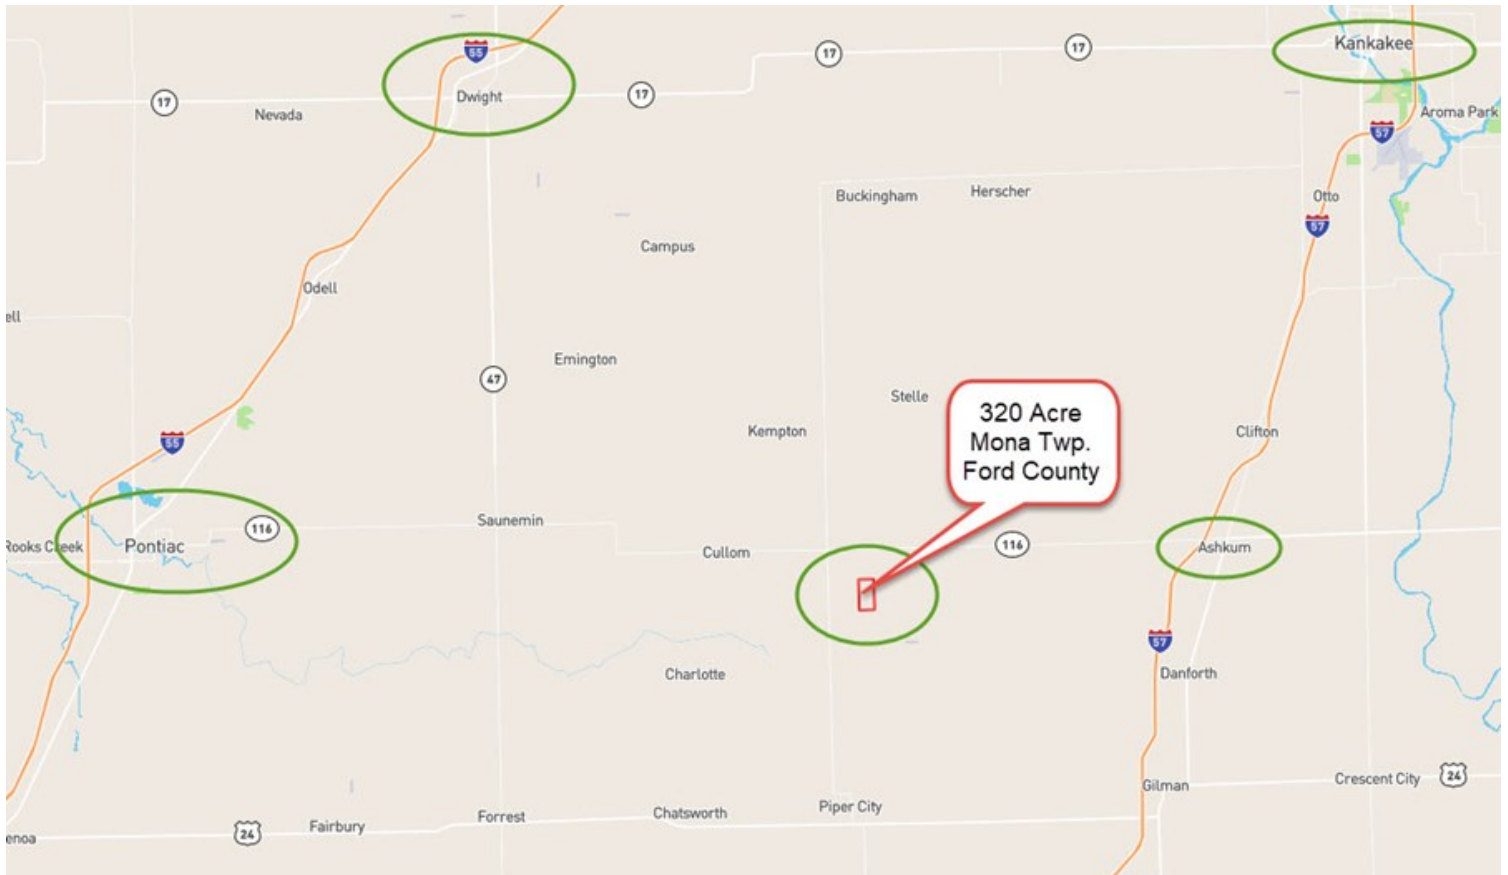 55
Kankakee
17
17
Dwight
17
17
Nevada
Aroma Park
57
Buckingham
Herscher
Otto
57
Campus
Odell
ell
Emington
47
Stelle
320 Acre
Mona Twp.
Ford County
Kempton
Clifton
55
Saunemin
116
Rooks Creek
Pontiac
Cullom
116
Ashkum
57
Charlotte
Danforth
Gilman
Crescent City
24
Piper City
Chatsworth
Forrest
Fairbury
24
enoa